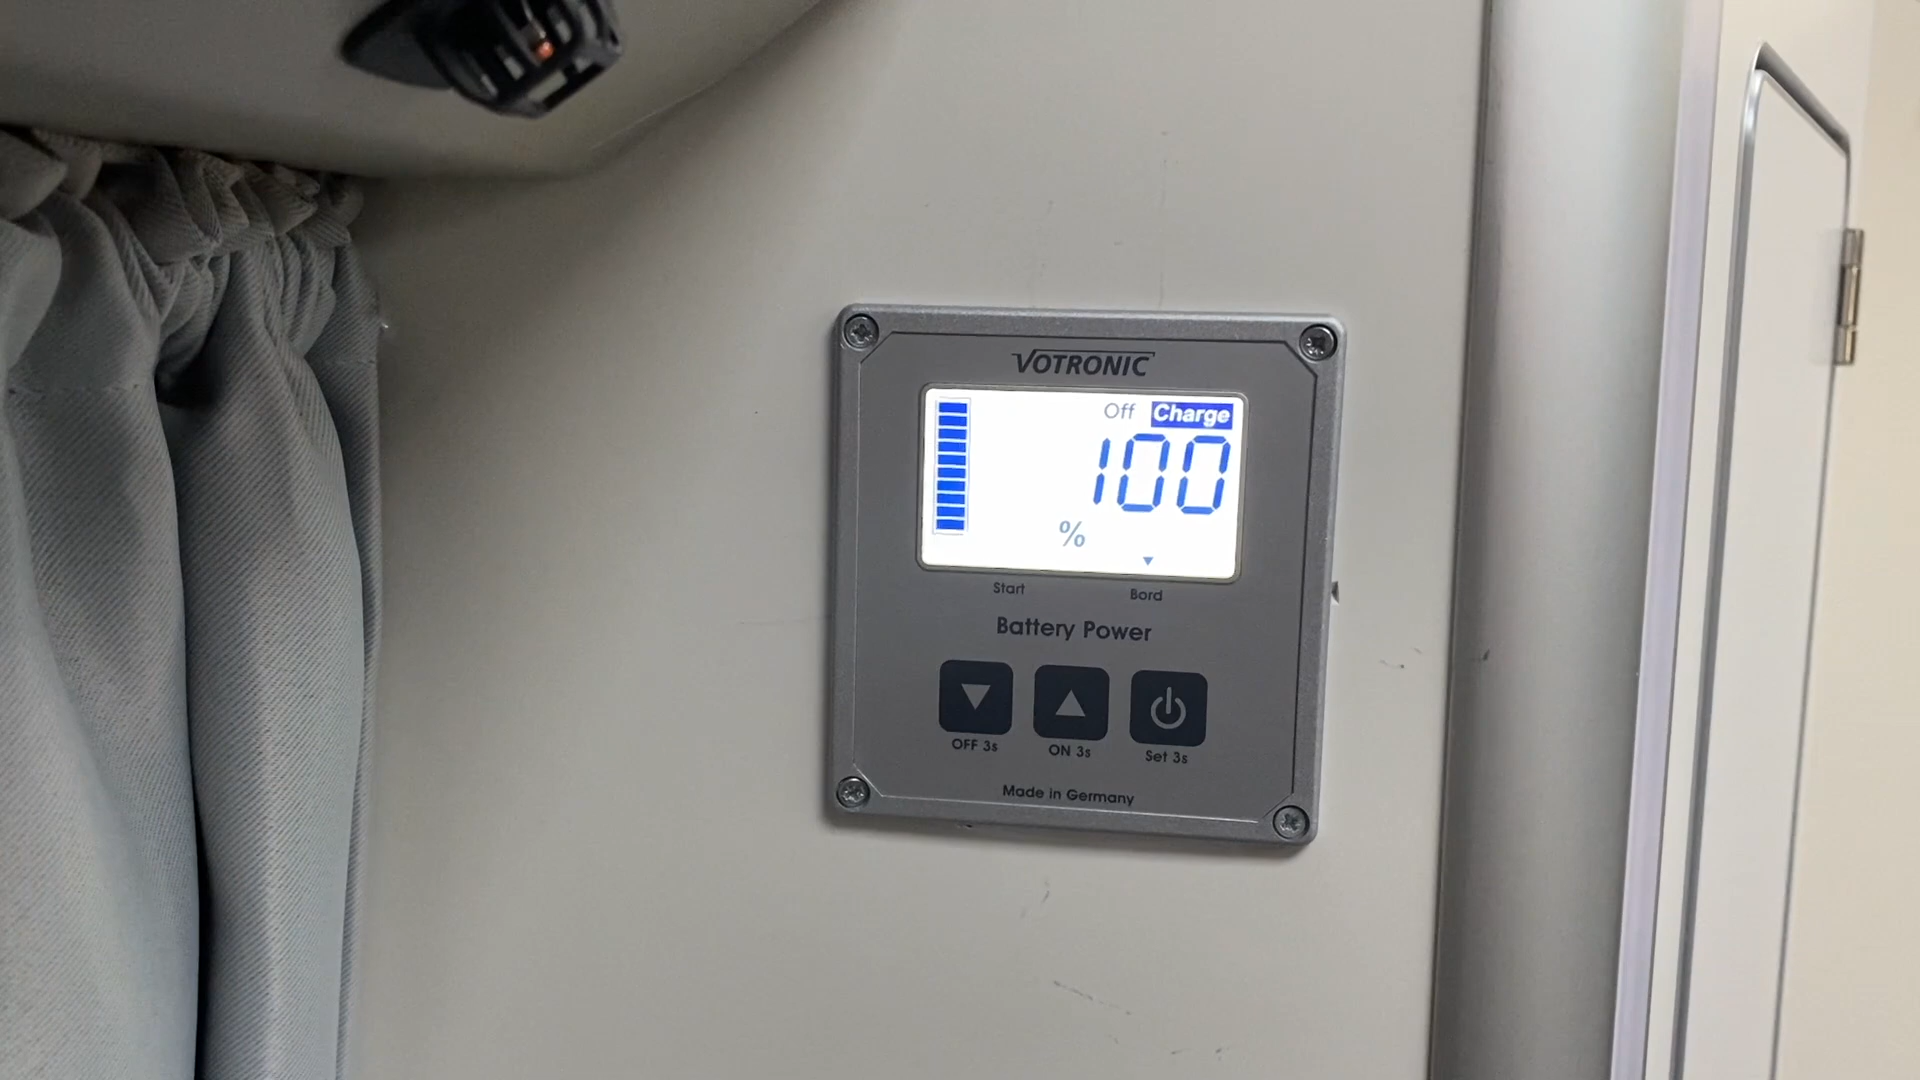 VOTRONIC
Off Charge
100
%
Start Bord
Battery Power
OFF 3s ON 3s Set 3s
Made in Germany